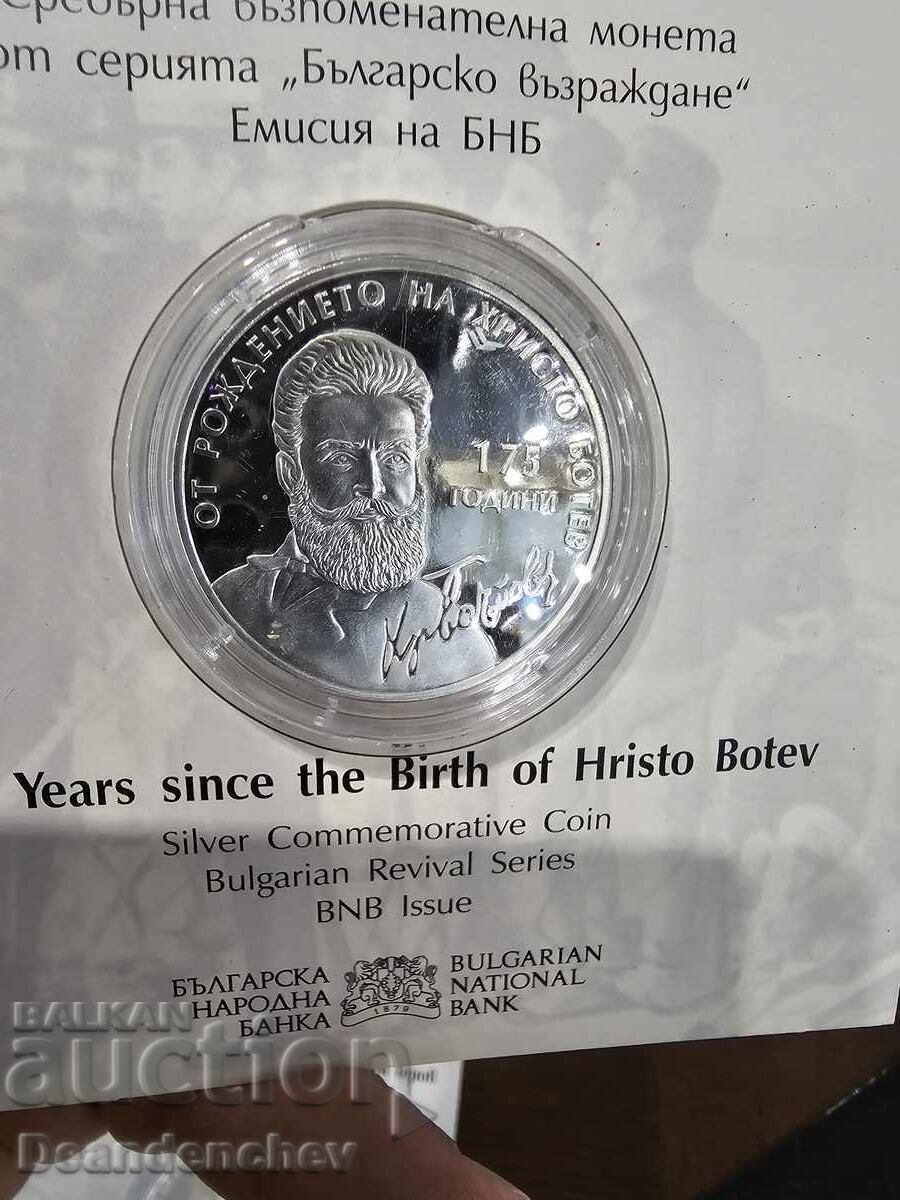 Сребърна възпоменателна монета
от серията „Българско възраждане“
Емисия на БНБ
ОТ РОЖДЕНИЕТО НА ХРИСТО БОТЕВ
175
ГОДИНИ
Хр Ботевъ
Years since the Birth of Hristo Botev
Silver Commemorative Coin
Bulgarian Revival Series
BNB Issue
БЪЛГАРСКА
НАРОДНА
БАНКА
1879
BULGARIAN
NATIONAL
BANK
BALKAN
auction
Deandenchev